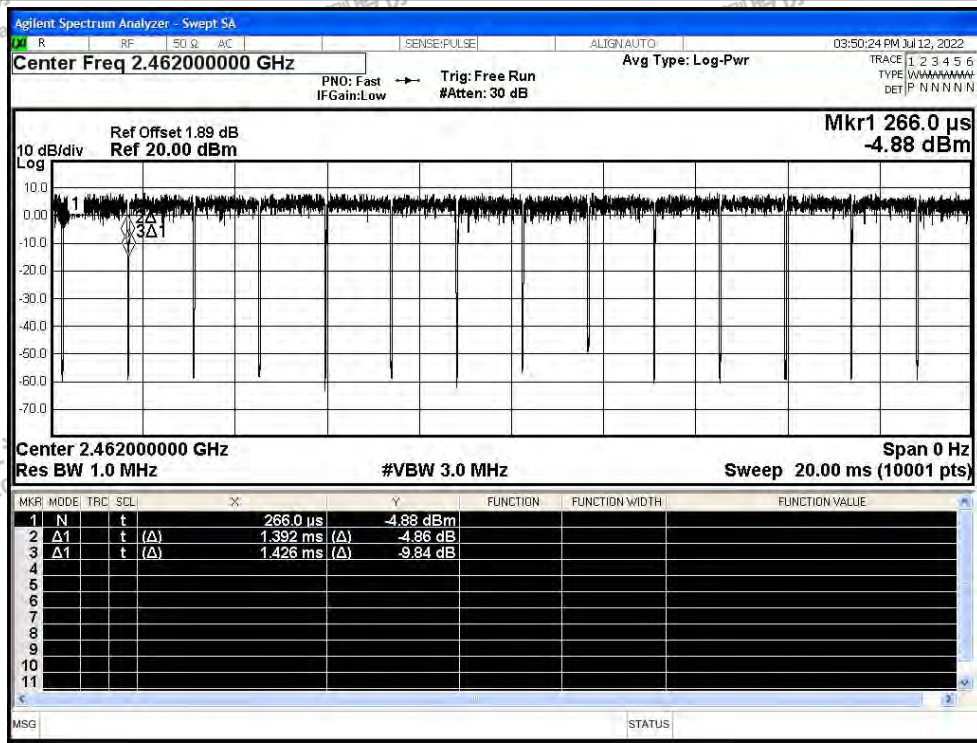 Agilent Spectrum Analyzer - Swept SA
R RF 50 Ω AC SENSE:PULSE ALIGNAUTO 03:50:24 PM Jul 12, 2022
Center Freq 2.462000000 GHz Avg Type: Log-Pwr TRACE 1 2 3 4 5 6
PNO: Fast Trig: Free Run TYPE WWWWWW
IFGain:Low #Atten: 30 dB DET P N N N N N
Mkr1 266.0 µs
Ref Offset 1.89 dB
10 dB/div Ref 20.00 dBm -4.88 dBm
Log
10.0
1
0.00
2Δ1
3Δ1
-10.0
-20.0
-30.0
-40.0
-50.0
-60.0
-70.0
Center 2.462000000 GHz Span 0 Hz
Res BW 1.0 MHz #VBW 3.0 MHz Sweep 20.00 ms (10001 pts)
MKR MODE TRC SCL X Y FUNCTION FUNCTION WIDTH FUNCTION VALUE
1 N t 266.0 µs -4.88 dBm
2 Δ1 t (Δ) 1.392 ms (Δ) -4.86 dB
3 Δ1 t (Δ) 1.426 ms (Δ) -9.84 dB
4
5
6
7
8
9
10
11
MSG STATUS